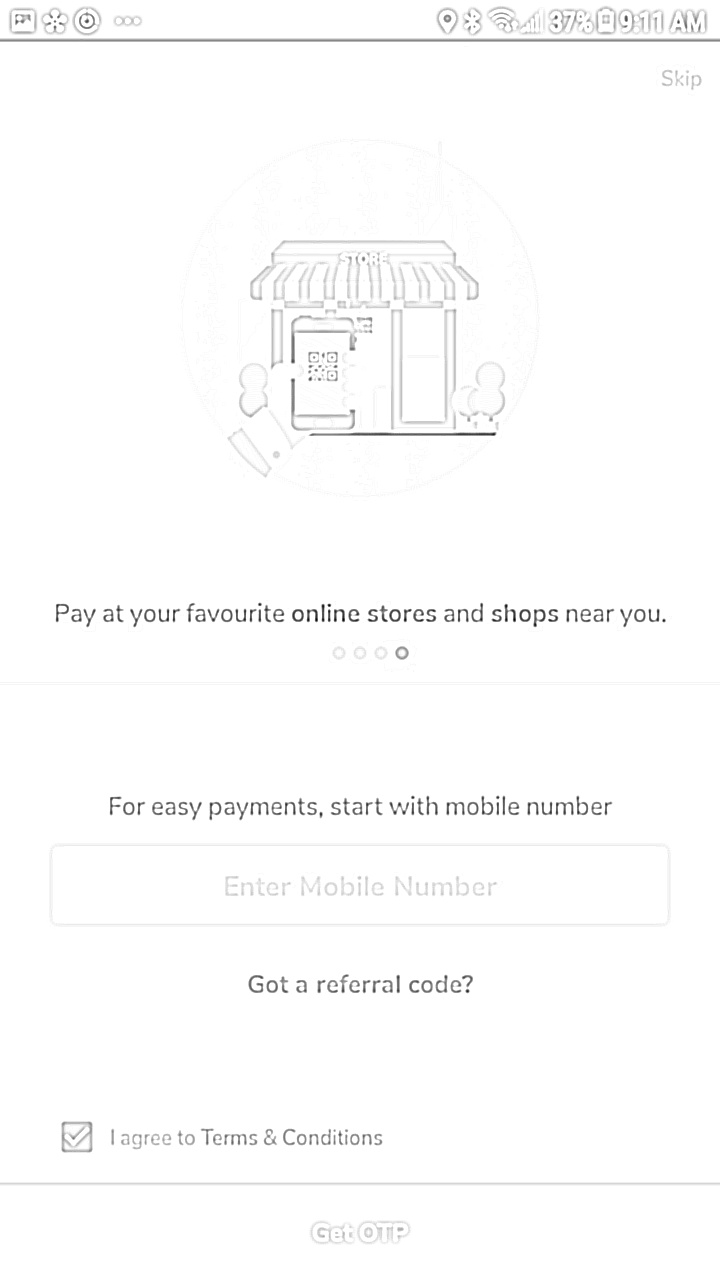 37% 9:11 AM
Skip
STORE
Pay at your favourite online stores and shops near you.
For easy payments, start with mobile number
Enter Mobile Number
Got a referral code?
I agree to Terms & Conditions
Get OTP